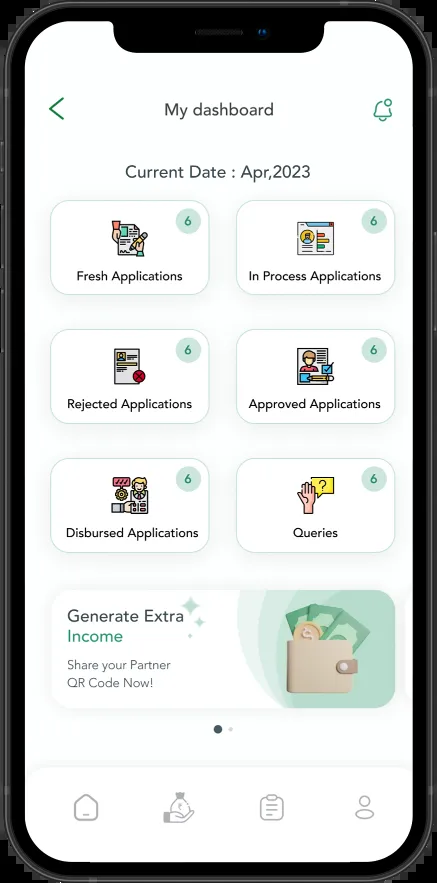 My dashboard
Current Date : Apr,2023
6
Fresh Applications
6
In Process Applications
6
Rejected Applications
6
Approved Applications
6
Disbursed Applications
6
?
Queries
Generate Extra
Income
Share your Partner
QR Code Now!
$
₹